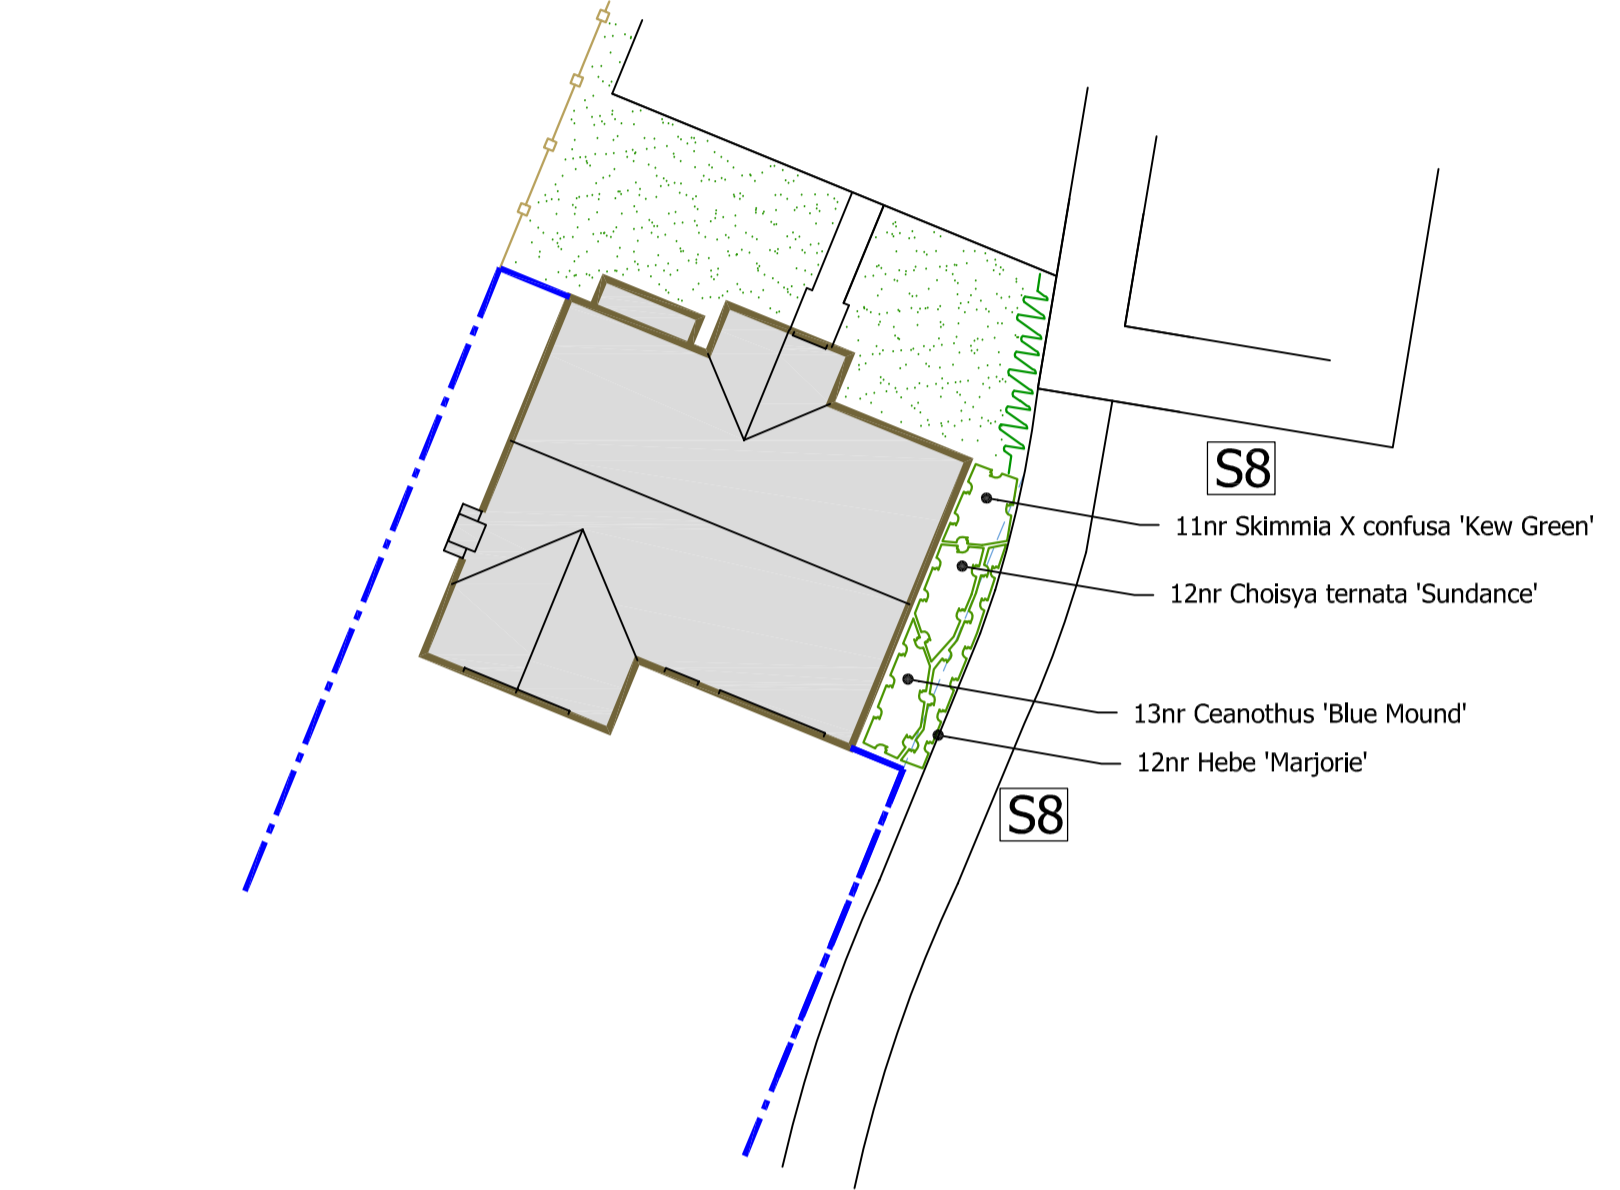 S8
11nr Skimmia X confusa 'Kew Green'
12nr Choisya ternata 'Sundance'
13nr Ceanothus 'Blue Mound'
12nr Hebe 'Marjorie'
S8